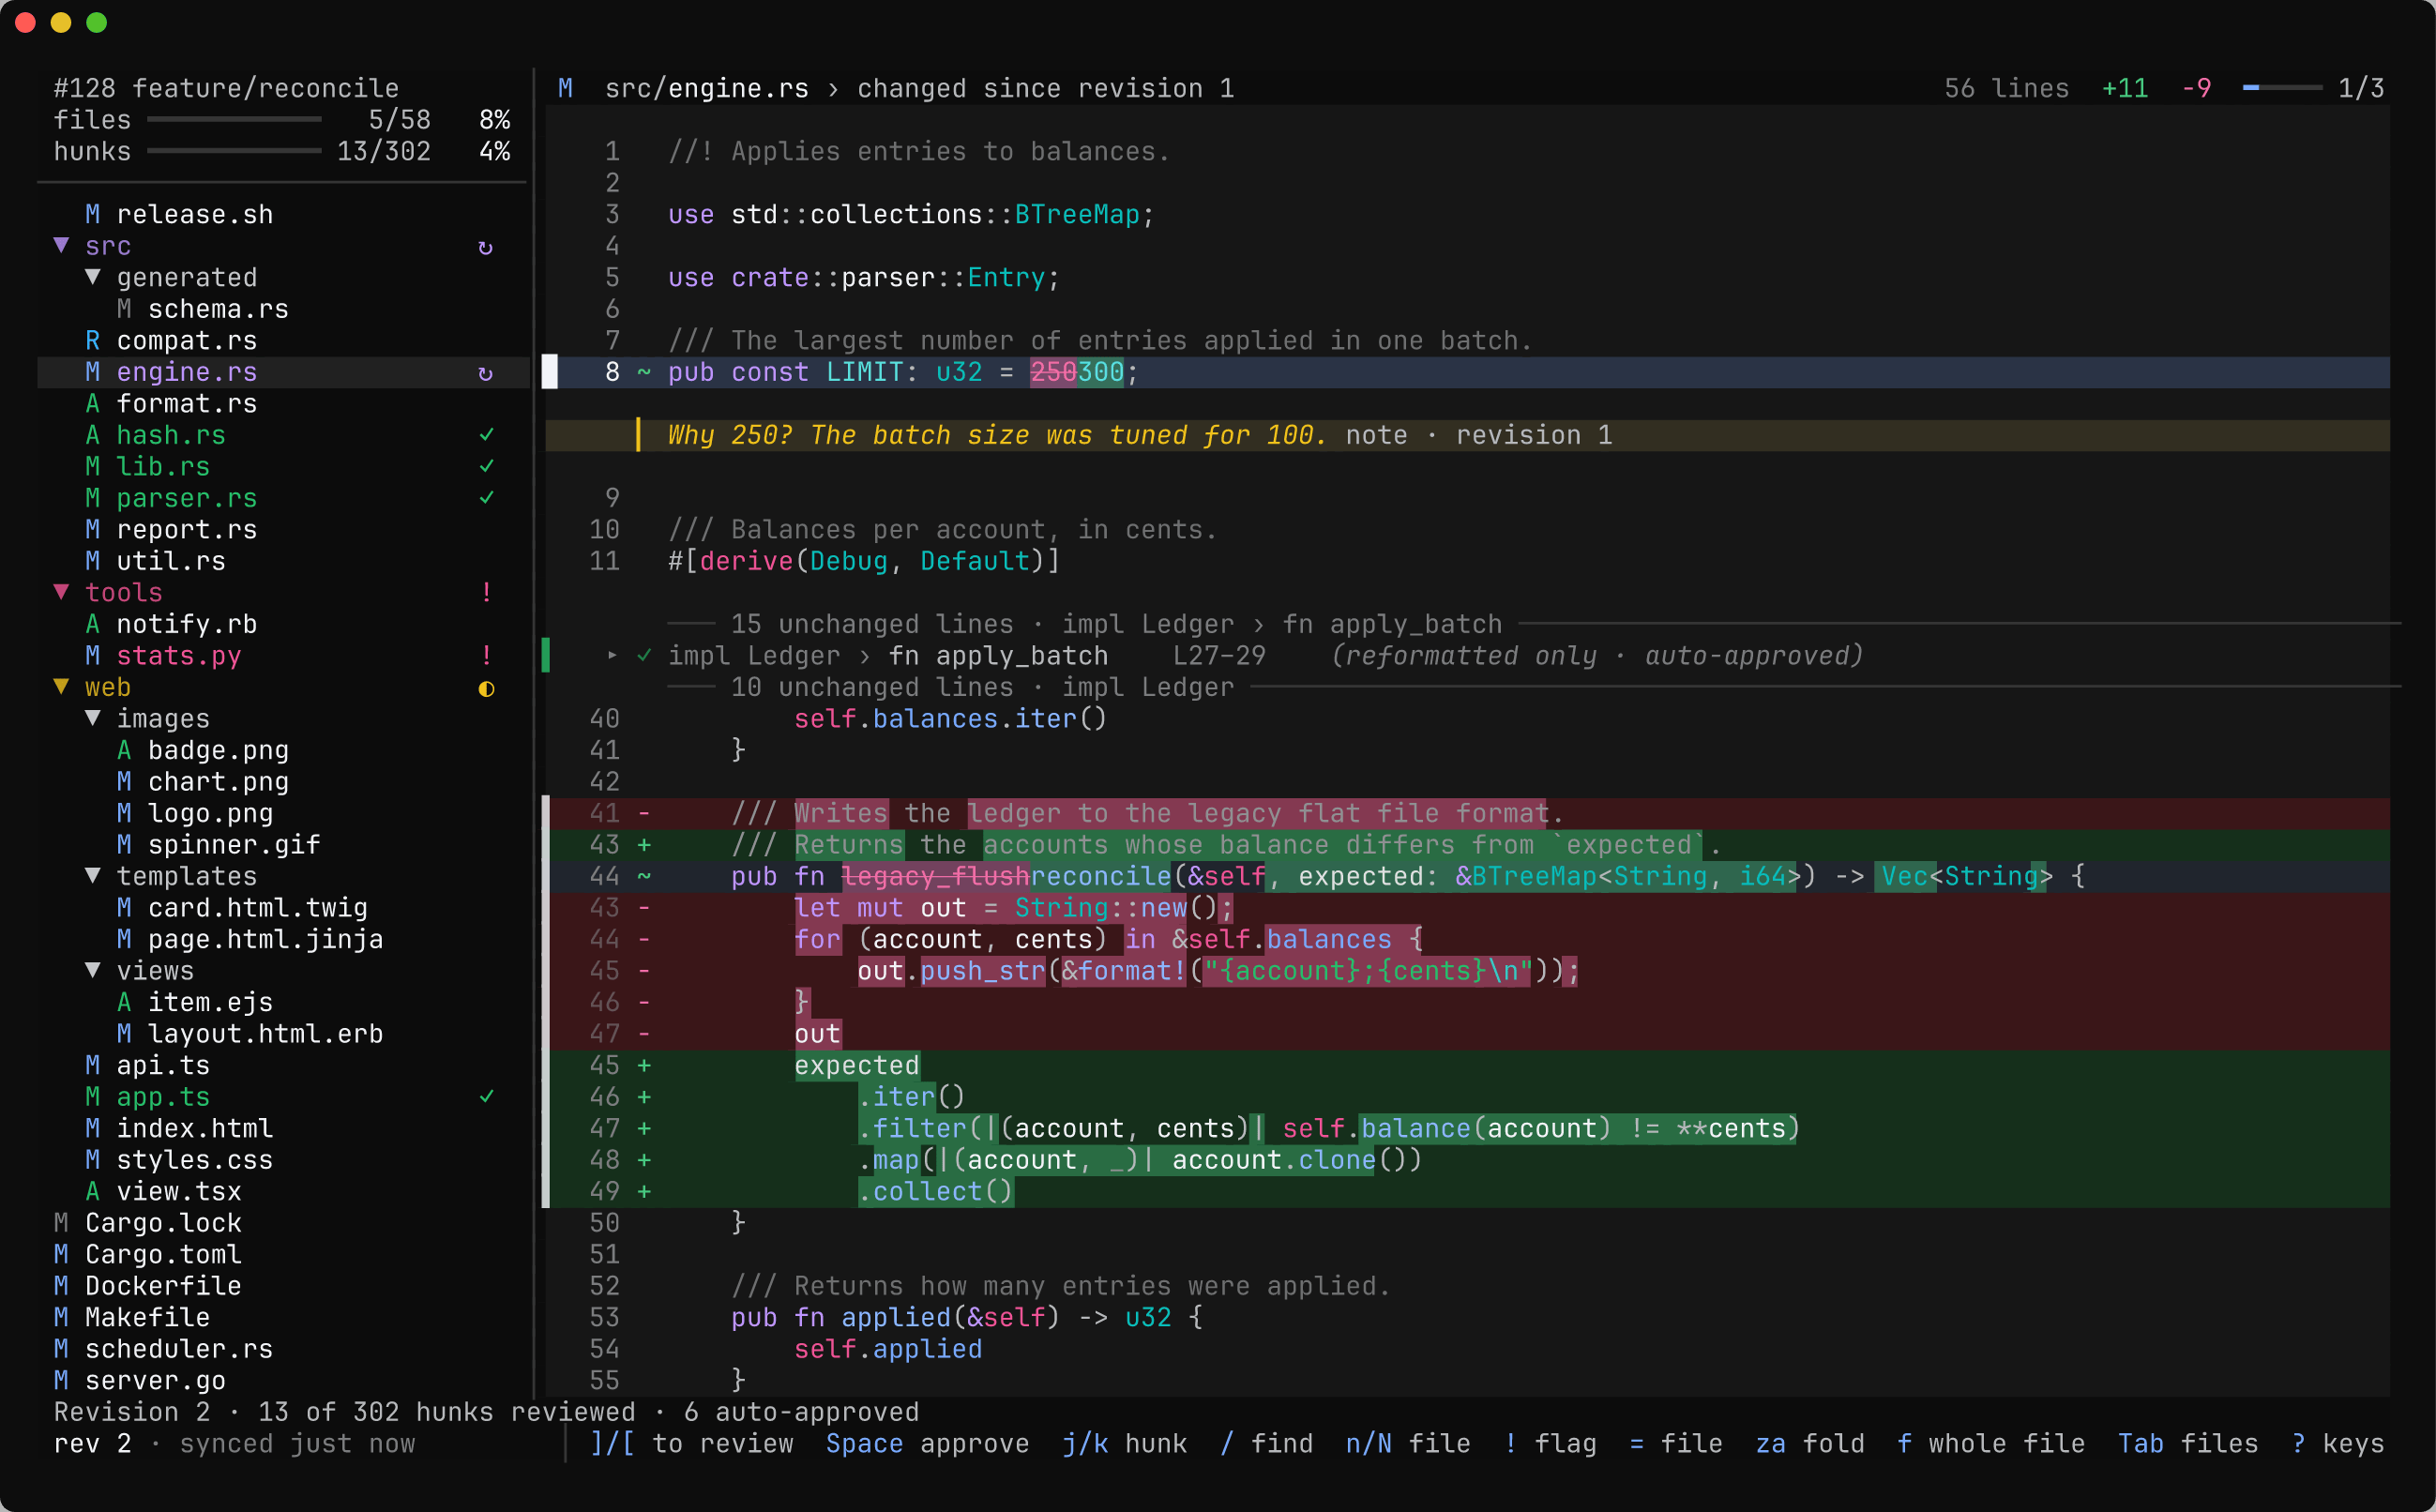 #128 feature/reconcile
files 5/58 8%
hunks 13/302 4%
M release.sh
▼ src ↻
▼ generated
M schema.rs
R compat.rs
M engine.rs ↻
A format.rs
A hash.rs ✓
M lib.rs ✓
M parser.rs ✓
M report.rs
M util.rs
▼ tools !
A notify.rb
M stats.py !
▼ web ◐
▼ images
A badge.png
M chart.png
M logo.png
M spinner.gif
▼ templates
M card.html.twig
M page.html.jinja
▼ views
A item.ejs
M layout.html.erb
M api.ts
M app.ts ✓
M index.html
M styles.css
A view.tsx
M Cargo.lock
M Cargo.toml
M Dockerfile
M Makefile
M scheduler.rs
M server.go
M src/engine.rs › changed since revision 1 56 lines +11 -9 1/3
1 //! Applies entries to balances.
2
3 use std::collections::BTreeMap;
4
5 use crate::parser::Entry;
6
7 /// The largest number of entries applied in one batch.
8 ~ pub const LIMIT: u32 = 250300;
Why 250? The batch size was tuned for 100. note · revision 1
9
10 /// Balances per account, in cents.
11 #[derive(Debug, Default)]
15 unchanged lines · impl Ledger › fn apply_batch
▸ ✓ impl Ledger › fn apply_batch L27–29 (reformatted only · auto-approved)
10 unchanged lines · impl Ledger
40 self.balances.iter()
41 }
42
41 - /// Writes the ledger to the legacy flat file format.
43 + /// Returns the accounts whose balance differs from `expected`.
44 ~ pub fn legacy_flushreconcile(&self, expected: &BTreeMap<String, i64>) -> Vec<String> {
43 - let mut out = String::new();
44 - for (account, cents) in &self.balances {
45 - out.push_str(&format!("{account};{cents}\n"));
46 - }
47 - out
45 + expected
46 + .iter()
47 + .filter(|(account, cents)| self.balance(account) != **cents)
48 + .map(|(account, _)| account.clone())
49 + .collect()
50 }
51
52 /// Returns how many entries were applied.
53 pub fn applied(&self) -> u32 {
54 self.applied
55 }
Revision 2 · 13 of 302 hunks reviewed · 6 auto-approved
rev 2 · synced just now ]/[ to review Space approve j/k hunk / find n/N file ! flag = file za fold f whole file Tab files ? keys